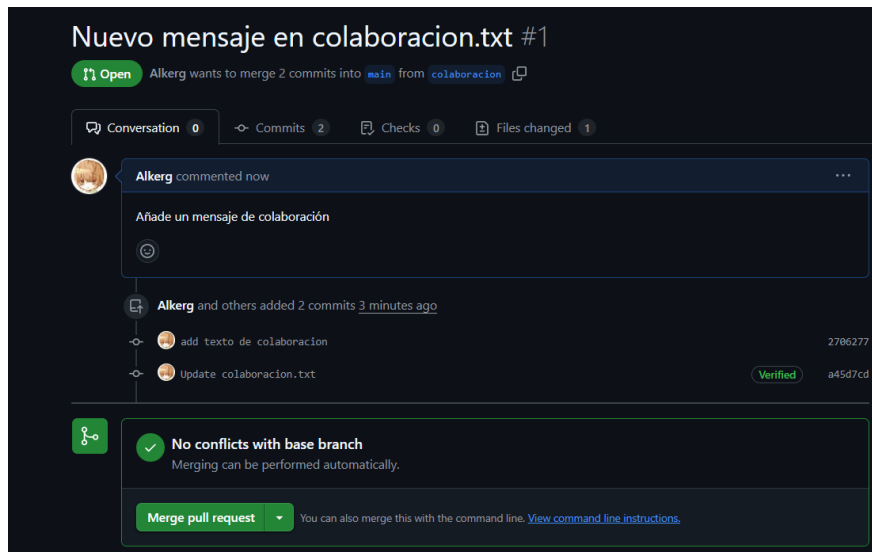 Nuevo mensaje en colaboracion.txt #1
Open Alkerg wants to merge 2 commits into main from colaboracion
Conversation 0 Commits 2 Checks 0 Files changed 1
Alkerg commented now
Añade un mensaje de colaboración
Alkerg and others added 2 commits 3 minutes ago
add texto de colaboracion 2706277
Update colaboracion.txt Verified a45d7cd
No conflicts with base branch
Merging can be performed automatically.
Merge pull request You can also merge this with the command line. View command line instructions.